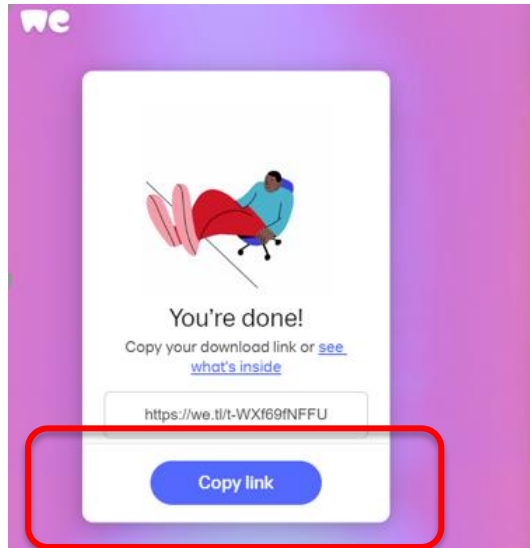 we
You're done!
Copy your download link or see
what's inside
https://we.tl/t-WXf69fNFFU
Copy link